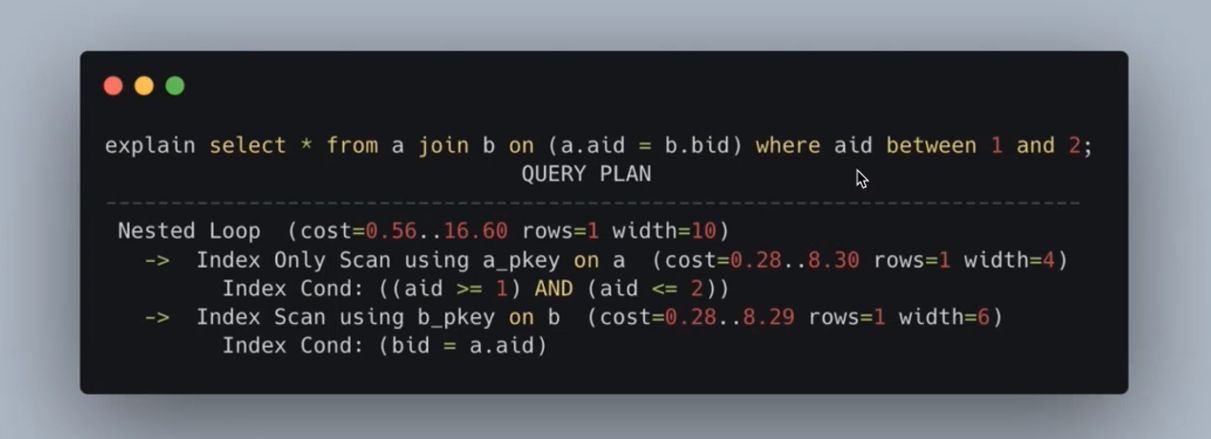 explain select * from a join b on (a.aid = b.bid) where aid between 1 and 2;
QUERY PLAN
---------------------------------------------------------------------------
Nested Loop  (cost=0.56..16.60 rows=1 width=10)
  ->  Index Only Scan using a_pkey on a  (cost=0.28..8.30 rows=1 width=4)
        Index Cond: ((aid >= 1) AND (aid <= 2))
  ->  Index Scan using b_pkey on b  (cost=0.28..8.29 rows=1 width=6)
        Index Cond: (bid = a.aid)